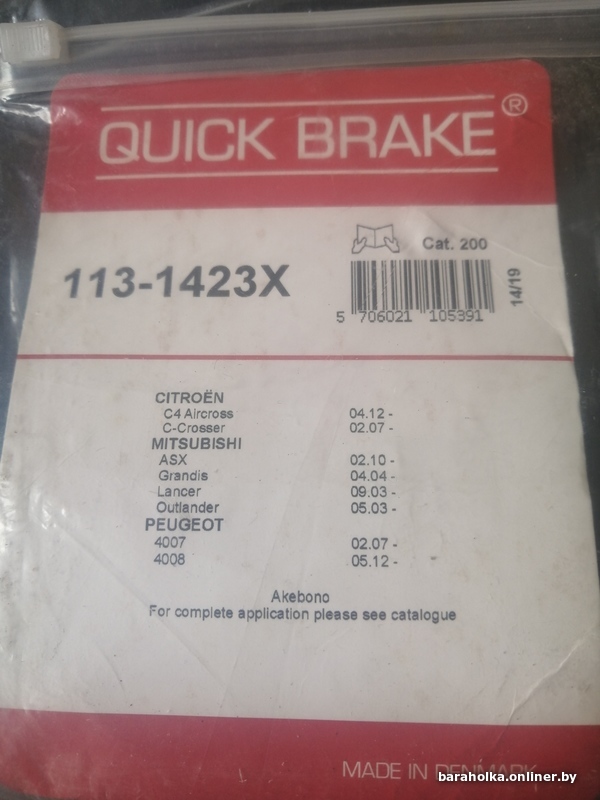 QUICK BRAKE®
Cat. 200
113-1423X
14/19
5 706021 105391
CITROËN
C4 Aircross 04.12 -
C-Crosser 02.07 -
MITSUBISHI
ASX 02.10 -
Grandis 04.04 -
Lancer 09.03 -
Outlander 05.03 -
PEUGEOT
4007 02.07 -
4008 05.12 -
Akebono
For complete application please see catalogue
MADE IN DENMARK
baraholka.onliner.by